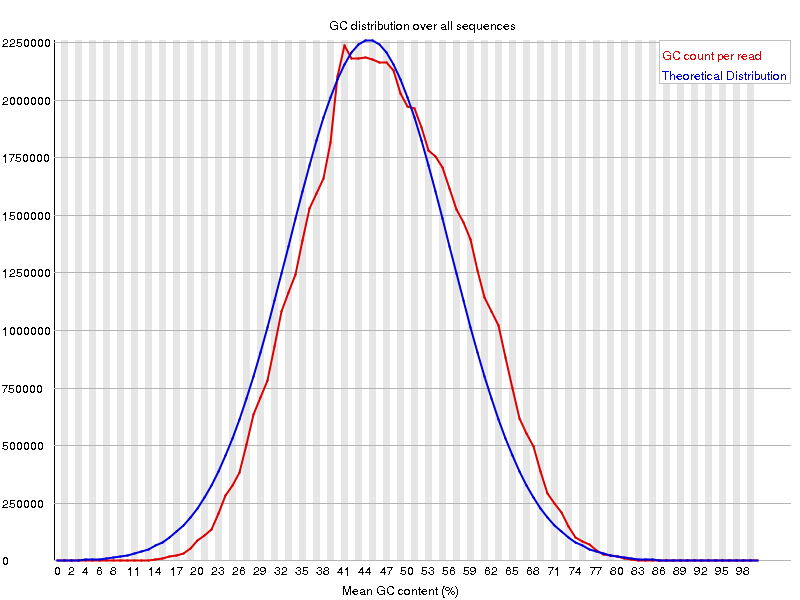 GC distribution over all sequences
GC count per read
Theoretical Distribution
2250000
2000000
1750000
1500000
1250000
1000000
750000
500000
250000
0
0 2 4 6 8 11 14 17 20 23 26 29 32 35 38 41 44 47 50 53 56 59 62 65 68 71 74 77 80 83 86 89 92 95 98
Mean GC content (%)